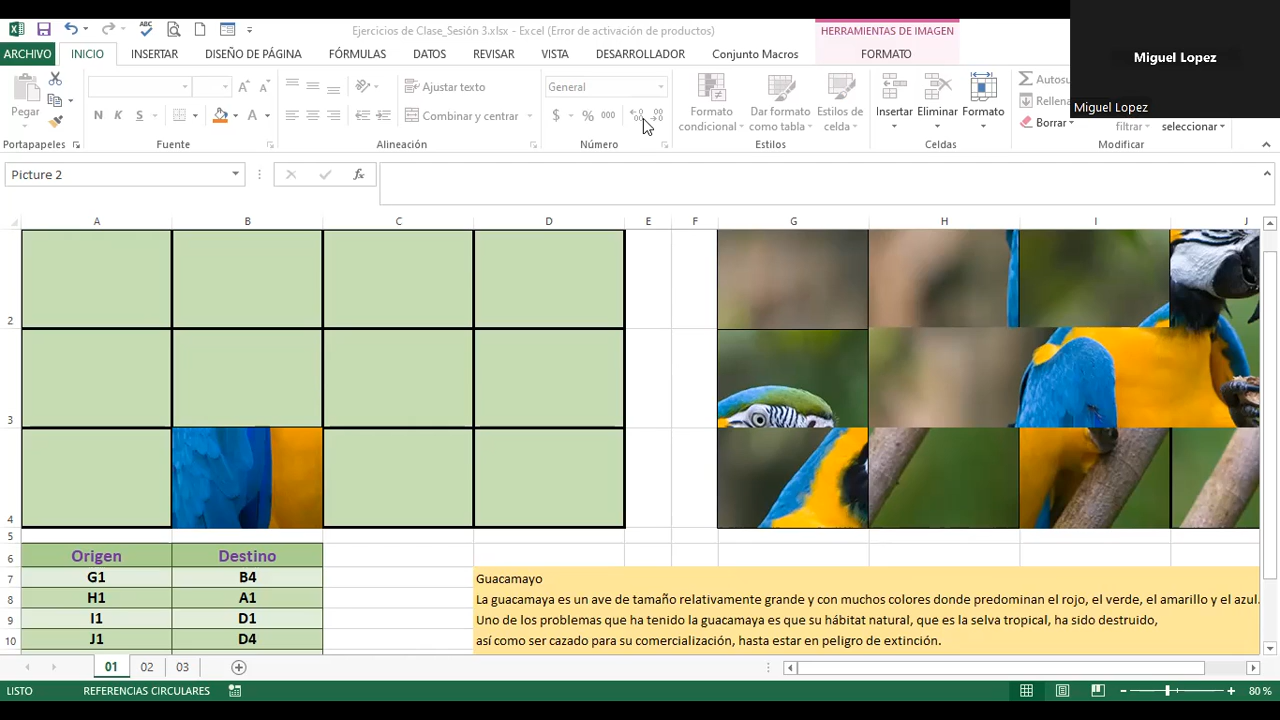 Ejercicios de Clase_Sesión 3.xlsx - Excel (Error de activación de productos)
HERRAMIENTAS DE IMAGEN
ARCHIVO INICIO INSERTAR DISEÑO DE PÁGINA FÓRMULAS DATOS REVISAR VISTA DESARROLLADOR Conjunto Macros FORMATO
Miguel Lopez
Miguel Lopez
Pegar
N K S
Ajustar texto
Combinar y centrar
General
$ % 000
Formato condicional
Dar formato como tabla
Estilos de celda
Insertar
Eliminar
Formato
Autosu
Rellena
Borrar
filtrar
seleccionar
Portapapeles Fuente Alineación Número Estilos Celdas Modificar
Picture 2
fx
A B C D E F G H I J
2
3
4
5
6 Origen Destino
7 G1 B4 Guacamayo
8 H1 A1 La guacamaya es un ave de tamaño relativamente grande y con muchos colores donde predominan el rojo, el verde, el amarillo y el azul.
9 I1 D1 Uno de los problemas que ha tenido la guacamaya es que su hábitat natural, que es la selva tropical, ha sido destruido,
10 J1 D4 así como ser cazado para su comercialización, hasta estar en peligro de extinción.
01 02 03
LISTO REFERENCIAS CIRCULARES 80 %